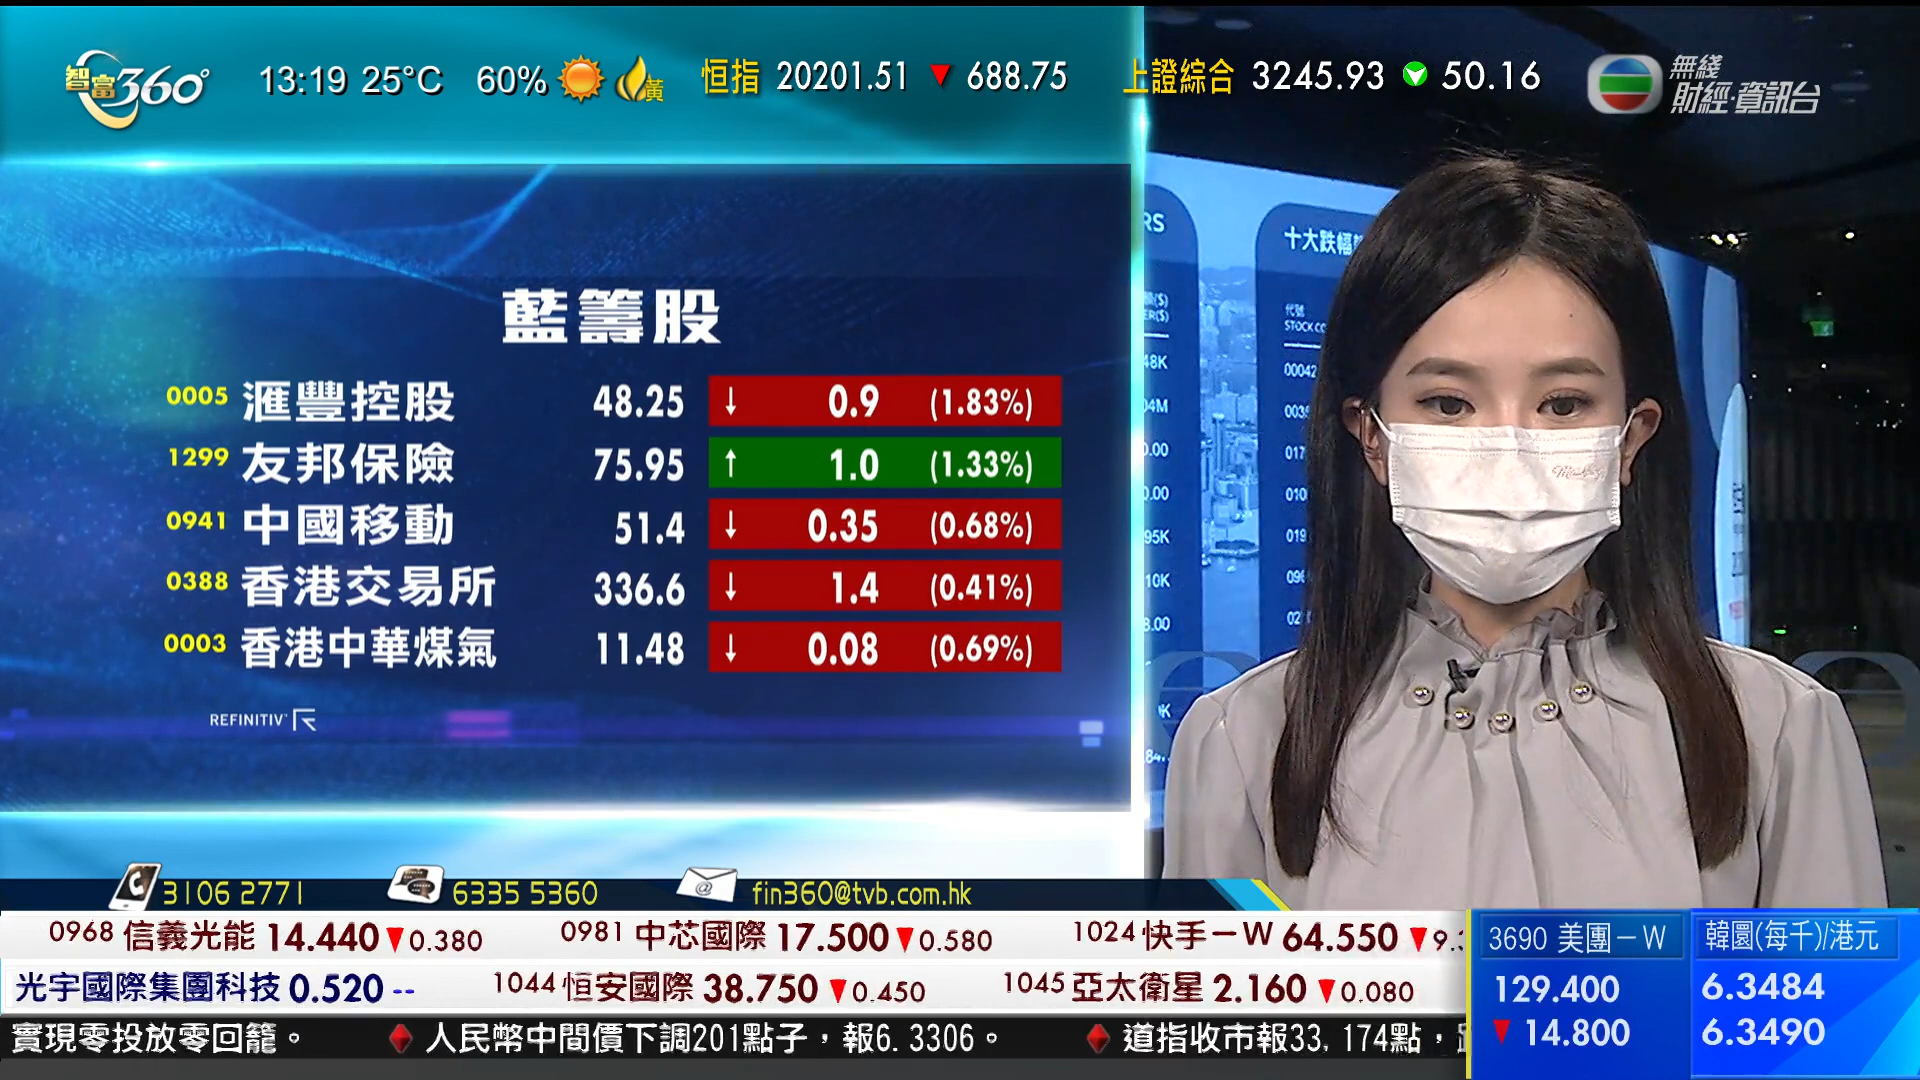 智富360°
13:19 25°C 60% 黃 恒指 20201.51 ▼ 688.75 上證綜合 3245.93 50.16
無綫
財經·資訊台
藍籌股
0005 滙豐控股 48.25 ↓ 0.9 (1.83%)
1299 友邦保險 75.95 ↑ 1.0 (1.33%)
0941 中國移動 51.4 ↓ 0.35 (0.68%)
0388 香港交易所 336.6 ↓ 1.4 (0.41%)
0003 香港中華煤氣 11.48 ↓ 0.08 (0.69%)
REFINITIV
RS
十大跌幅
代號
STOCK CO
00042
3106 2771 6335 5360 fin360@tvb.com.hk
0968 信義光能 14.440 ▼ 0.380 0981 中芯國際 17.500 ▼ 0.580 1024 快手－W 64.550 ▼ 9.
光宇國際集團科技 0.520 -- 1044 恒安國際 38.750 ▼ 0.450 1045 亞太衛星 2.160 ▼ 0.080
實現零投放零回籠。 人民幣中間價下調201點子，報6.3306。 道指收市報33,174點，
3690 美團－W
129.400
▼ 14.800
韓圜(每千)/港元
6.3484
6.3490